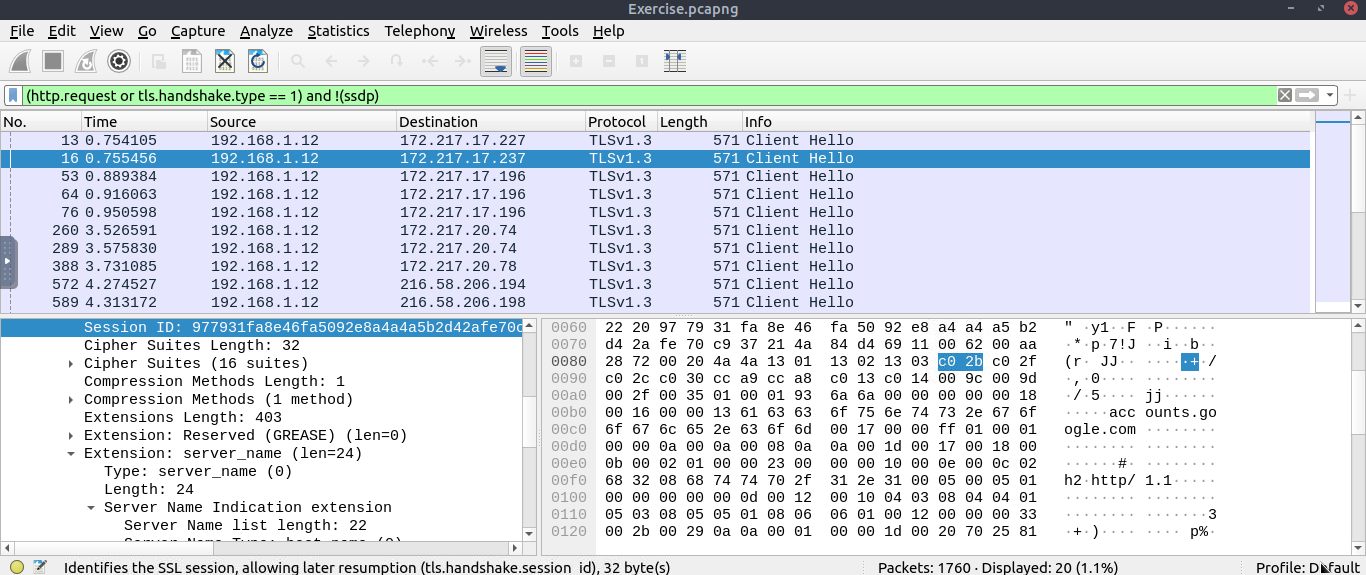 Exercise.pcapng
File Edit View Go Capture Analyze Statistics Telephony Wireless Tools Help
(http.request or tls.handshake.type == 1) and !(ssdp)
No. Time Source Destination Protocol Length Info
13 0.754105 192.168.1.12 172.217.17.227 TLSv1.3 571 Client Hello
16 0.755456 192.168.1.12 172.217.17.237 TLSv1.3 571 Client Hello
53 0.889384 192.168.1.12 172.217.17.196 TLSv1.3 571 Client Hello
64 0.916063 192.168.1.12 172.217.17.196 TLSv1.3 571 Client Hello
76 0.950598 192.168.1.12 172.217.17.196 TLSv1.3 571 Client Hello
260 3.526591 192.168.1.12 172.217.20.74 TLSv1.3 571 Client Hello
289 3.575830 192.168.1.12 172.217.20.74 TLSv1.3 571 Client Hello
388 3.731085 192.168.1.12 172.217.20.78 TLSv1.3 571 Client Hello
572 4.274527 192.168.1.12 216.58.206.194 TLSv1.3 571 Client Hello
589 4.313172 192.168.1.12 216.58.206.198 TLSv1.3 571 Client Hello
Session ID: 977931fa8e46fa5092e8a4a4a5b2d42afe70c
Cipher Suites Length: 32
Cipher Suites (16 suites)
Compression Methods Length: 1
Compression Methods (1 method)
Extensions Length: 403
Extension: Reserved (GREASE) (len=0)
Extension: server_name (len=24)
Type: server_name (0)
Length: 24
Server Name Indication extension
Server Name list length: 22
Server Name Type: host_name (0)
0060 22 20 97 79 31 fa 8e 46 fa 50 92 e8 a4 a4 a5 b2 " ·y1··F ·P······
0070 d4 2a fe 70 c9 37 21 4a 84 d4 69 11 00 62 00 aa ·*·p·7!J ··i··b··
0080 28 72 00 20 4a 4a 13 01 13 02 13 03 c0 2b c0 2f (r· JJ·· ·····+·/
0090 c0 2c c0 30 cc a9 cc a8 c0 13 c0 14 00 9c 00 9d ·,·0···· ········
00a0 00 2f 00 35 01 00 01 93 6a 6a 00 00 00 00 00 18 ·/·5···· jj······
00b0 00 16 00 00 13 61 63 63 6f 75 6e 74 73 2e 67 6f ·····acc ounts.go
00c0 6f 67 6c 65 2e 63 6f 6d 00 17 00 00 ff 01 00 01 ogle.com ········
00d0 00 00 0a 00 0a 00 08 0a 0a 00 1d 00 17 00 18 00 ········ ········
00e0 0b 00 02 01 00 00 23 00 00 00 10 00 0e 00 0c 02 ······#· ········
00f0 68 32 08 68 74 74 70 2f 31 2e 31 00 05 00 05 01 h2·http/ 1.1·····
0100 00 00 00 00 00 0d 00 12 00 10 04 03 08 04 04 01 ········ ········
0110 05 03 08 05 05 01 08 06 06 01 00 12 00 00 00 33 ········ ·······3
0120 00 2b 00 29 0a 0a 00 01 00 00 1d 00 20 70 25 81 ·+·)···· ···· p%·
Identifies the SSL session, allowing later resumption (tls.handshake.session_id), 32 byte(s)
Packets: 1760 · Displayed: 20 (1.1%)
Profile: Default